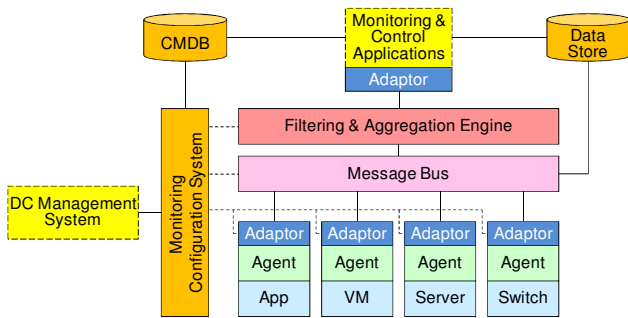 CMDB
Monitoring &
Control
Applications
Adaptor
Data
Store
Filtering & Aggregation Engine
Message Bus
DC Management
System
Monitoring
Configuration System
Adaptor
Adaptor
Adaptor
Adaptor
Agent
Agent
Agent
Agent
App
VM
Server
Switch